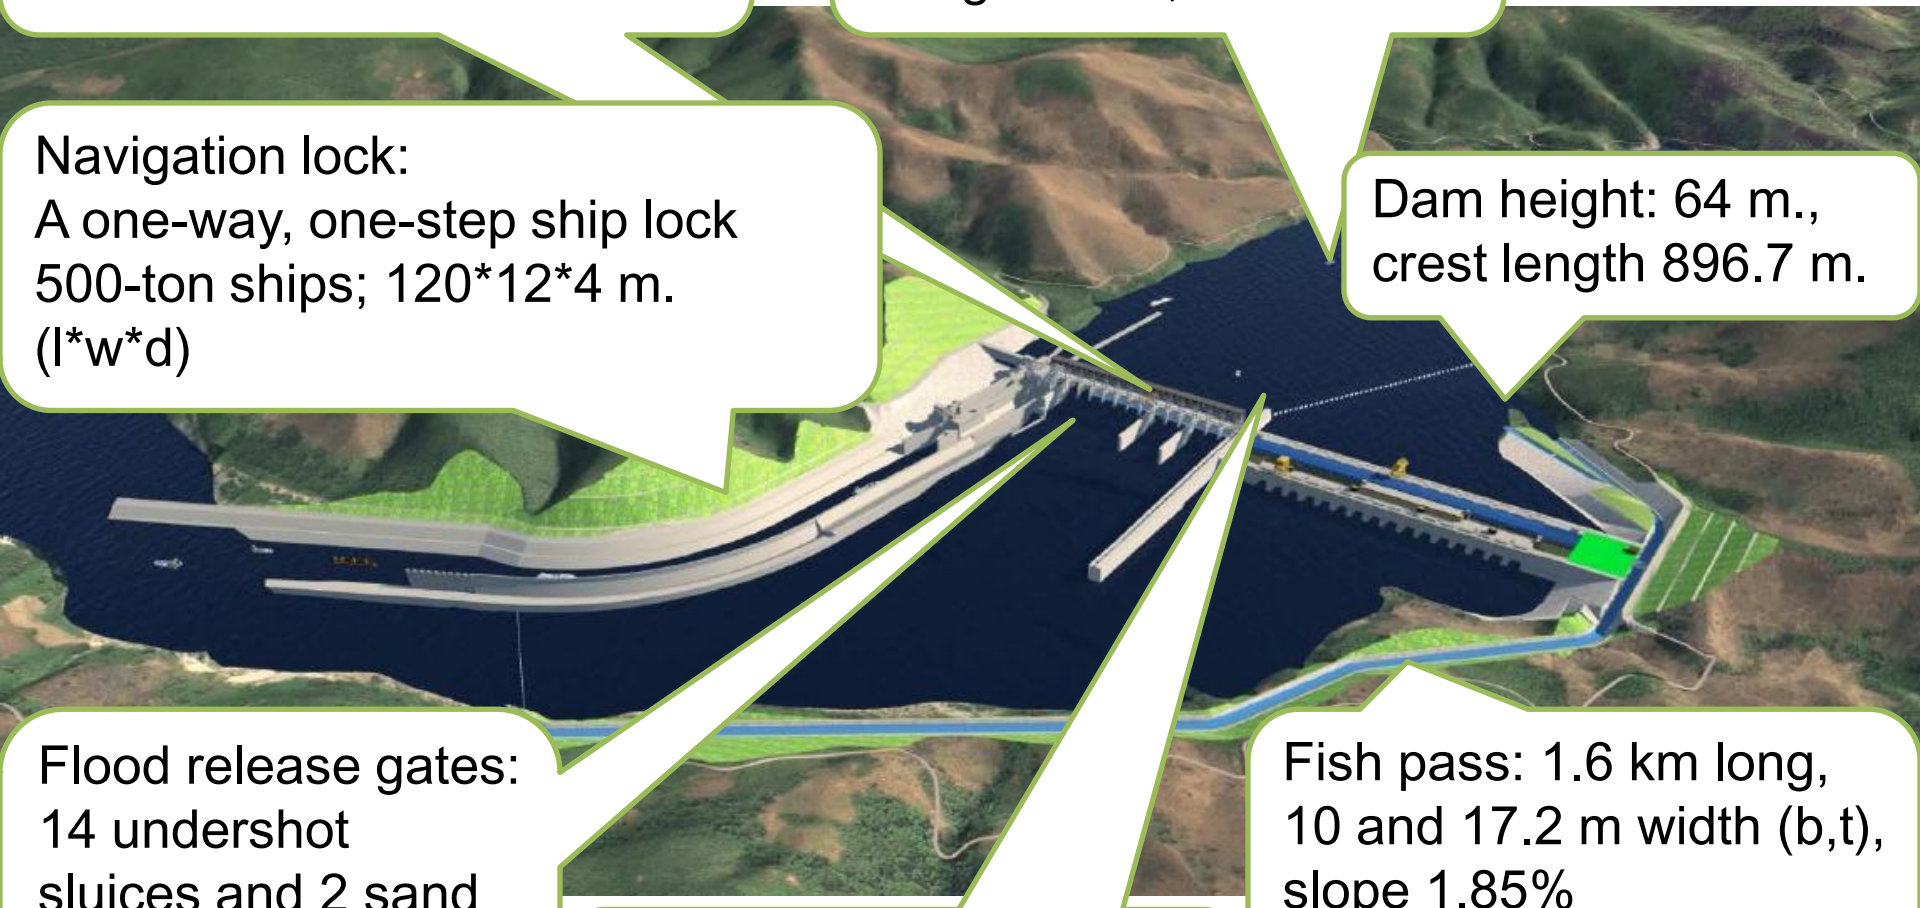 Navigation lock:
A one-way, one-step ship lock
500-ton ships; 120*12*4 m.
(l*w*d)
Dam height: 64 m.,
crest length 896.7 m.
Flood release gates:
14 undershot
sluices and 2 sand
Fish pass: 1.6 km long,
10 and 17.2 m width (b,t),
slope 1.85%